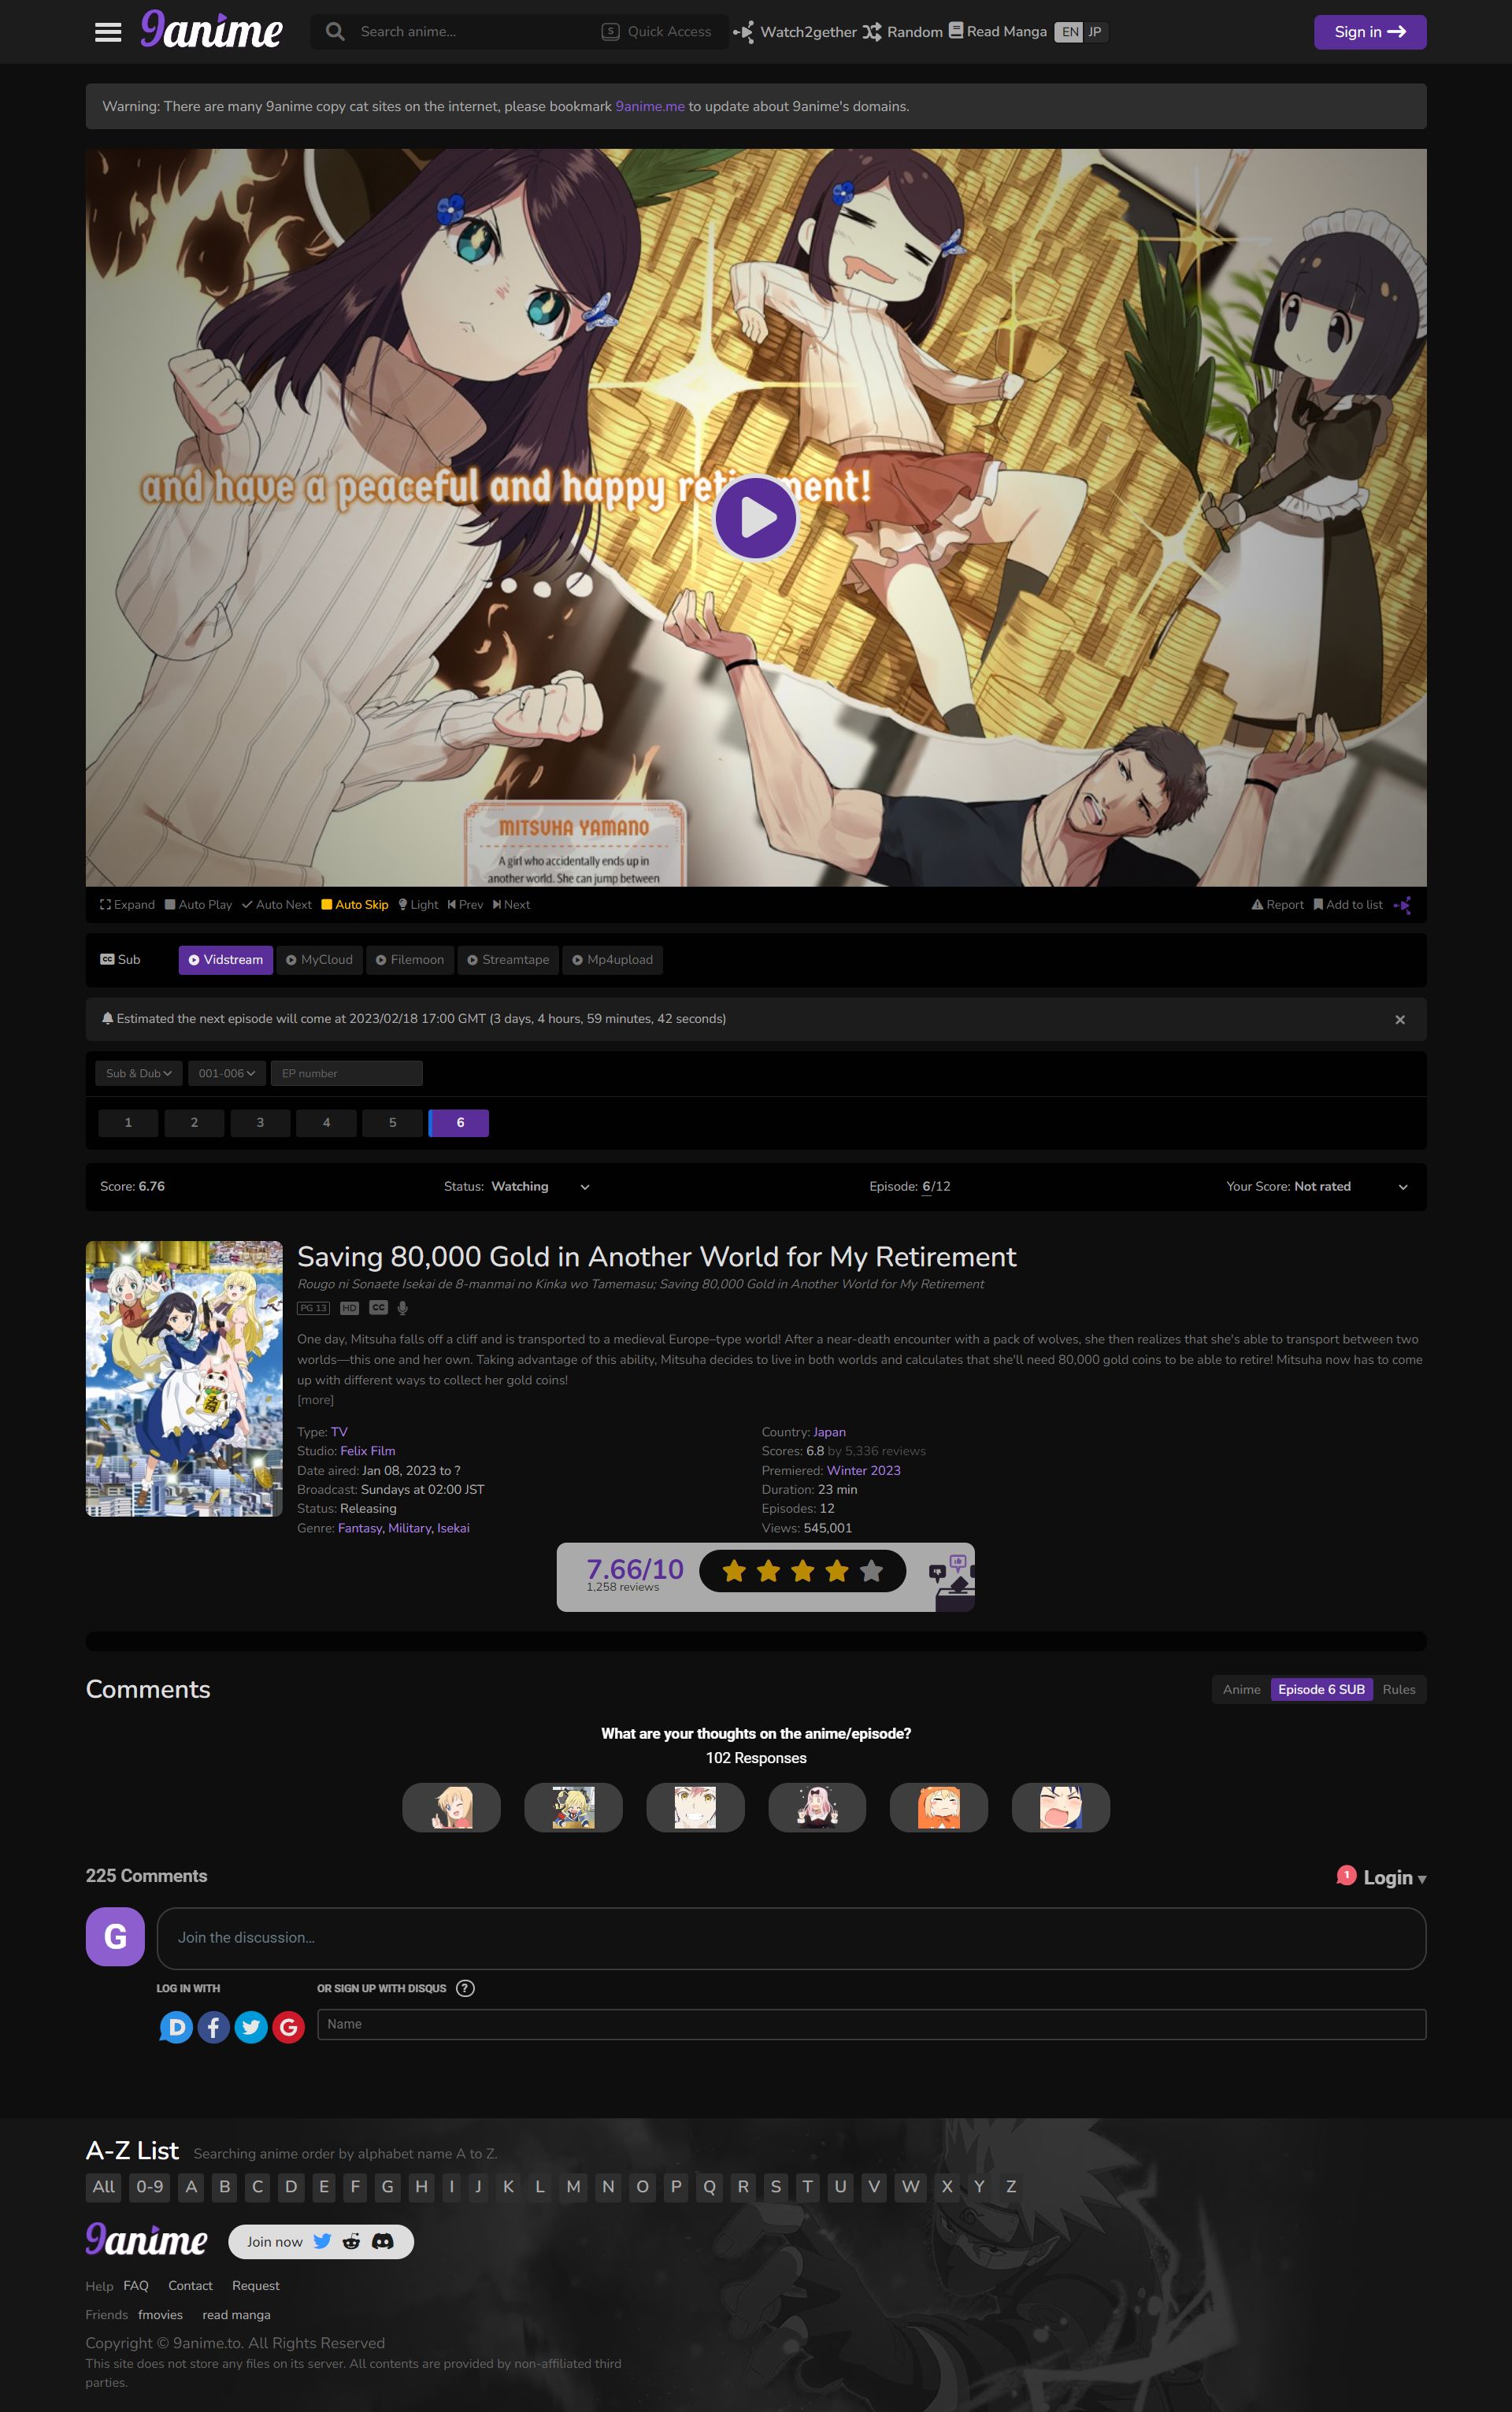 9anime
Search anime...
S Quick Access
Watch2gether
Random
Read Manga
EN JP
Sign in
Warning: There are many 9anime copy cat sites on the internet, please bookmark 9anime.me to update about 9anime's domains.
and have a peaceful and happy retirement!
MITSUHA YAMANO
A girl who accidentally ends up in
another world. She can jump between
Expand Auto Play Auto Next Auto Skip Light Prev Next
Report Add to list
CC Sub
Vidstream MyCloud Filemoon Streamtape Mp4upload
Estimated the next episode will come at 2023/02/18 17:00 GMT (3 days, 4 hours, 59 minutes, 42 seconds)
Sub & Dub 001-006 EP number
1 2 3 4 5 6
Score: 6.76 Status: Watching Episode: 6/12 Your Score: Not rated
Saving 80,000 Gold in Another World for My Retirement
Rougo ni Sonaete Isekai de 8-manmai no Kinka wo Tamemasu; Saving 80,000 Gold in Another World for My Retirement
PG 13 HD CC
One day, Mitsuha falls off a cliff and is transported to a medieval Europe–type world! After a near-death encounter with a pack of wolves, she then realizes that she's able to transport between two
worlds—this one and her own. Taking advantage of this ability, Mitsuha decides to live in both worlds and calculates that she'll need 80,000 gold coins to be able to retire! Mitsuha now has to come
up with different ways to collect her gold coins!
[more]
Type: TV
Studio: Felix Film
Date aired: Jan 08, 2023 to ?
Broadcast: Sundays at 02:00 JST
Status: Releasing
Genre: Fantasy, Military, Isekai
Country: Japan
Scores: 6.8 by 5,336 reviews
Premiered: Winter 2023
Duration: 23 min
Episodes: 12
Views: 545,001
7.66/10
1,258 reviews
Comments
Anime Episode 6 SUB Rules
What are your thoughts on the anime/episode?
102 Responses
225 Comments
1 Login
G
Join the discussion...
LOG IN WITH
OR SIGN UP WITH DISQUS ?
D f G
Name
A-Z List Searching anime order by alphabet name A to Z.
All 0-9 A B C D E F G H I J K L M N O P Q R S T U V W X Y Z
9anime
Join now
Help FAQ Contact Request
Friends fmovies read manga
Copyright © 9anime.to. All Rights Reserved
This site does not store any files on its server. All contents are provided by non-affiliated third
parties.